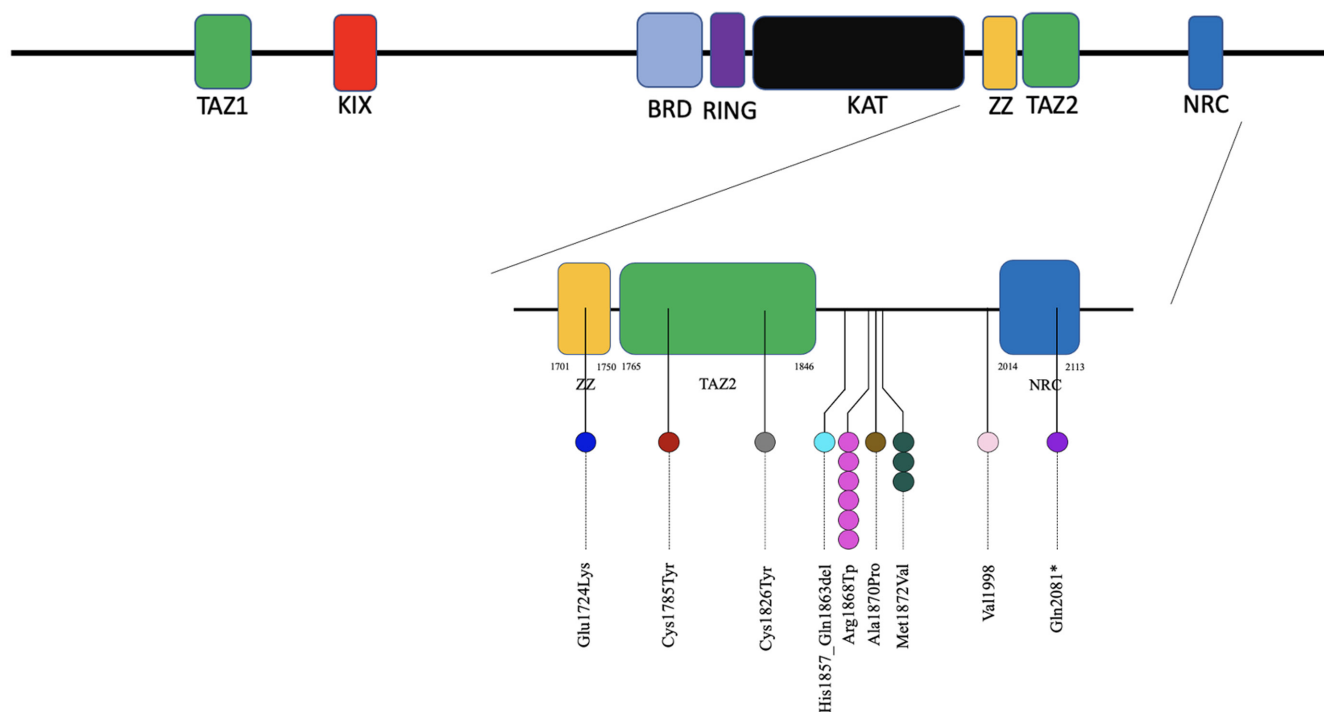 TAZ1
KIX
BRD
RING
KAT
ZZ
TAZ2
NRC
1701
1750
1765
1846
2014
2113
ZZ
TAZ2
NRC
Glu1724Lys
Cys1785Tyr
Cys1826Tyr
His1857_Gln1863del
Arg1868Tp
Ala1870Pro
Met1872Val
Val1998
Gln2081*